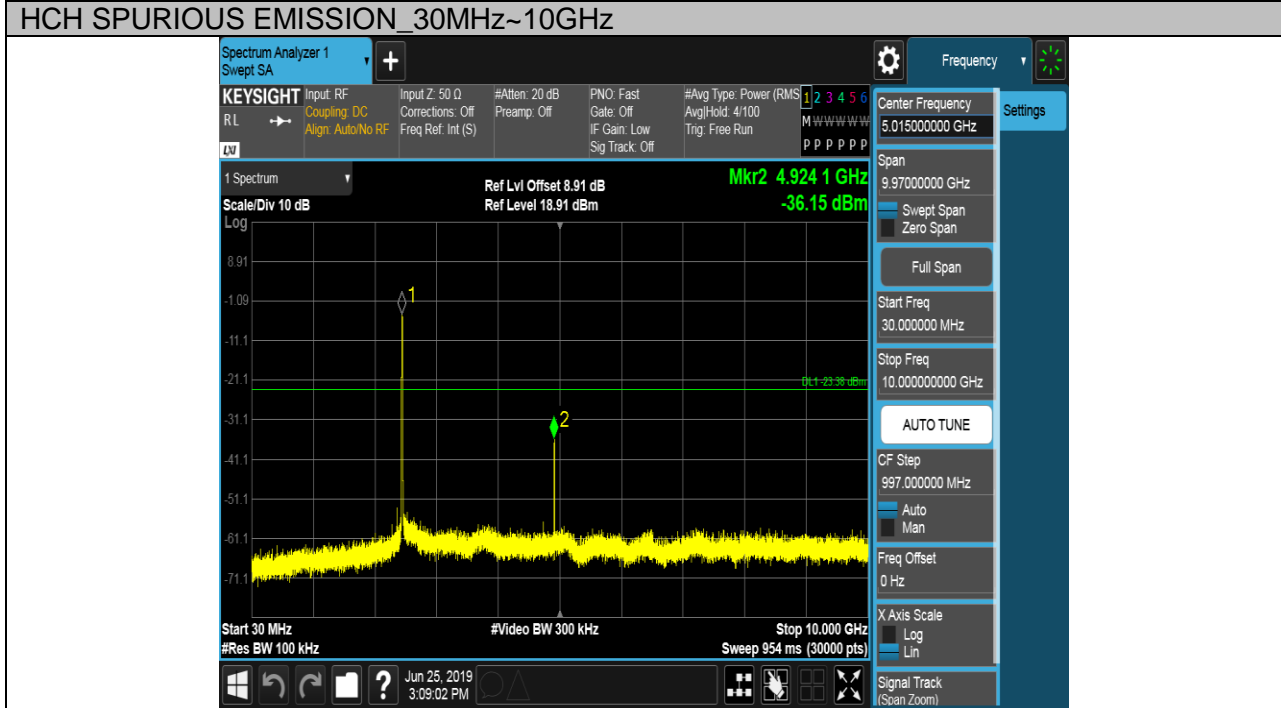 HCH SPURIOUS EMISSION_30MHz~10GHz
Spectrum Analyzer 1
Swept SA
+
Frequency
KEYSIGHT
RL
LXI
Input: RF
Coupling: DC
Align: Auto/No RF
Input Z: 50 Ω
Corrections: Off
Freq Ref: Int (S)
#Atten: 20 dB
Preamp: Off
PNO: Fast
Gate: Off
IF Gain: Low
Sig Track: Off
#Avg Type: Power (RMS
Avg|Hold: 4/100
Trig: Free Run
1 2 3 4 5 6
M W W W W W
P P P P P P
1 Spectrum
Scale/Div 10 dB
Log
Ref Lvl Offset 8.91 dB
Ref Level 18.91 dBm
Mkr2 4.924 1 GHz
-36.15 dBm
8.91
-1.09
-11.1
-21.1
-31.1
-41.1
-51.1
-61.1
-71.1
1
2
DL1 -23.38 dBm
Start 30 MHz
#Res BW 100 kHz
#Video BW 300 kHz
Stop 10.000 GHz
Sweep 954 ms (30000 pts)
Center Frequency
5.015000000 GHz
Settings
Span
9.97000000 GHz
Swept Span
Zero Span
Full Span
Start Freq
30.000000 MHz
Stop Freq
10.000000000 GHz
AUTO TUNE
CF Step
997.000000 MHz
Auto
Man
Freq Offset
0 Hz
X Axis Scale
Log
Lin
Signal Track
(Span Zoom)
?
Jun 25, 2019
3:09:02 PM